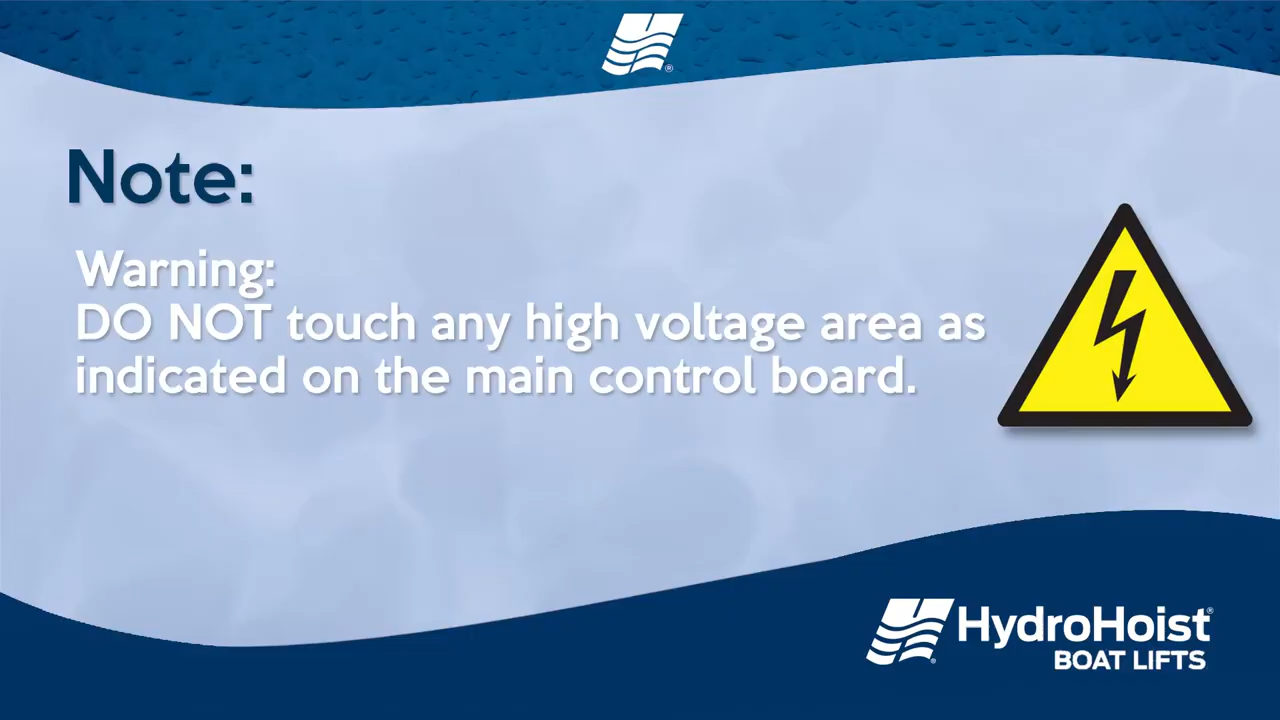 Note:
Warning:
DO NOT touch any high voltage area as
indicated on the main control board.
HydroHoist®
BOAT LIFTS